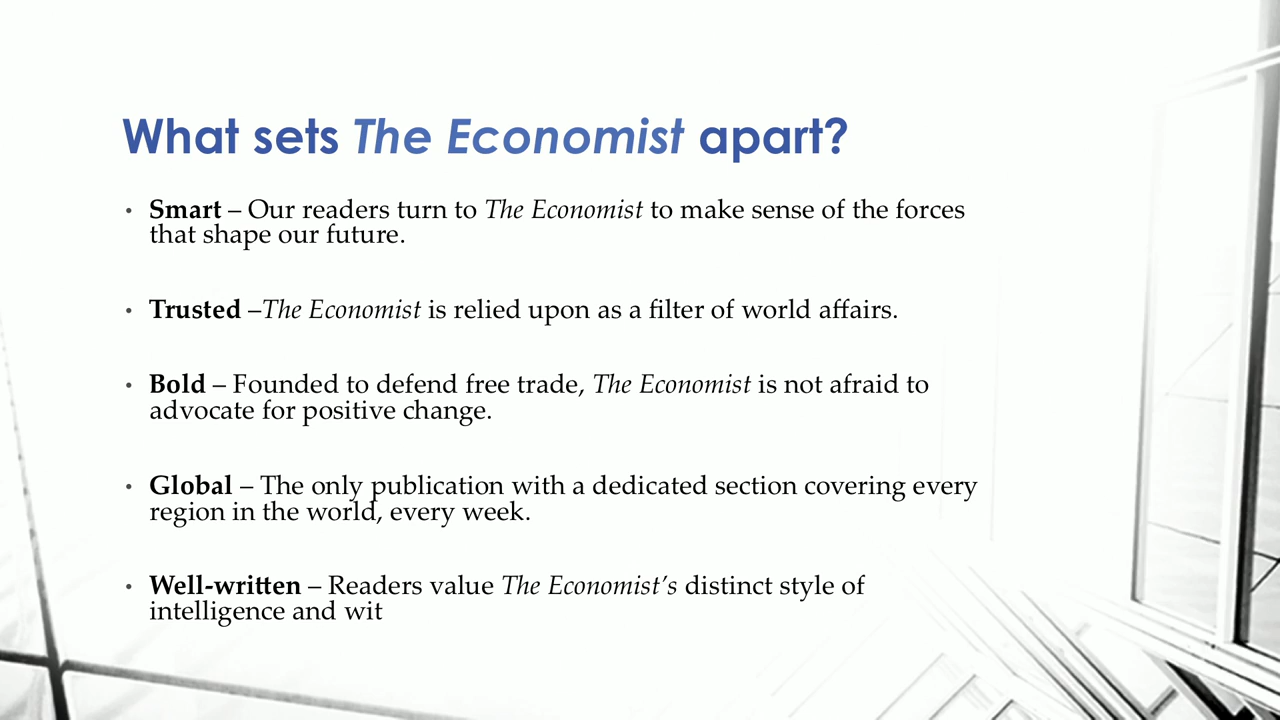 What sets The Economist apart?
• Smart – Our readers turn to The Economist to make sense of the forces
that shape our future.
• Trusted –The Economist is relied upon as a filter of world affairs.
• Bold – Founded to defend free trade, The Economist is not afraid to
advocate for positive change.
• Global – The only publication with a dedicated section covering every
region in the world, every week.
• Well-written – Readers value The Economist’s distinct style of
intelligence and wit